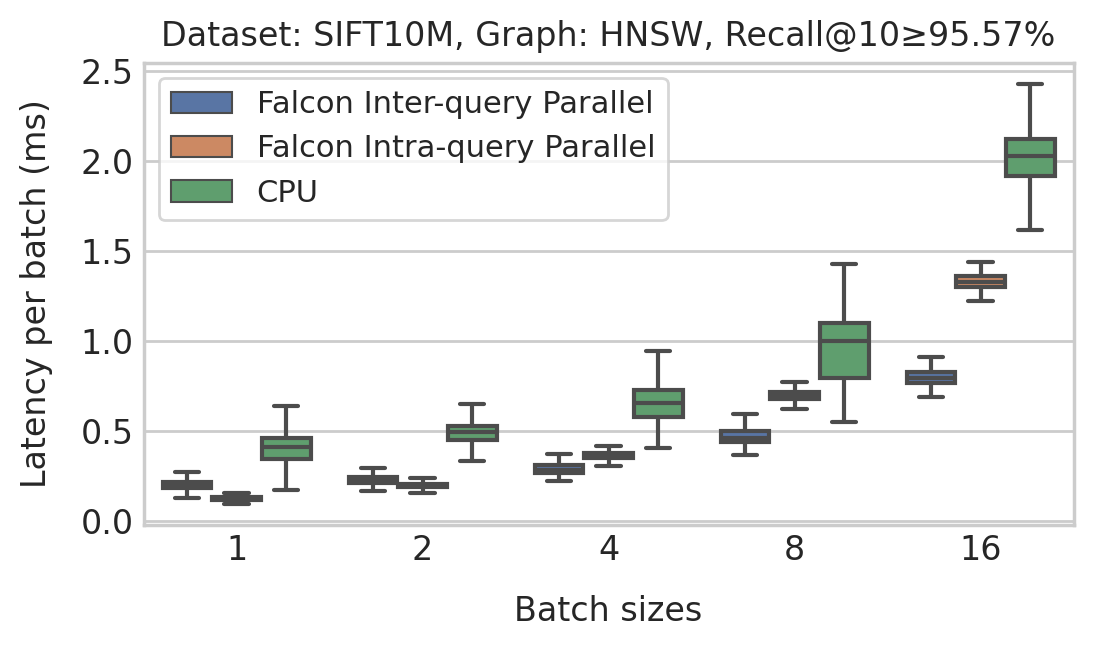 Dataset: SIFT10M, Graph: HNSW, Recall@10≥95.57%
Latency per batch (ms)
2.5
2.0
1.5
1.0
0.5
0.0
Falcon Inter-query Parallel
Falcon Intra-query Parallel
CPU
1 2 4 8 16
Batch sizes